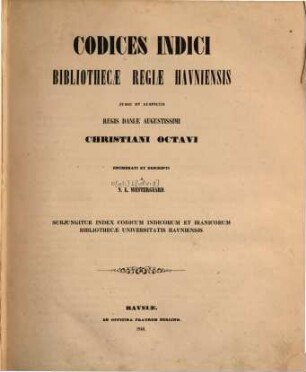 CODICES INDICI
BIBLIOTHECÆ REGIÆ HAVNIENSIS
JUSSU ET AUSPICIIS
REGIS DANIÆ AUGUSTISSIMI
CHRISTIANI OCTAVI
ENUMERATI ET DESCRIPTI
A
N. L. WESTERGAARD.
SUBJUNGITUR INDEX CODICUM INDICORUM ET IRANICORUM
BIBLIOTHECÆ UNIVERSITATIS HAVNIENSIS.
HAVNIÆ.
EX OFFICINA FRATRUM BERLING.
1846.